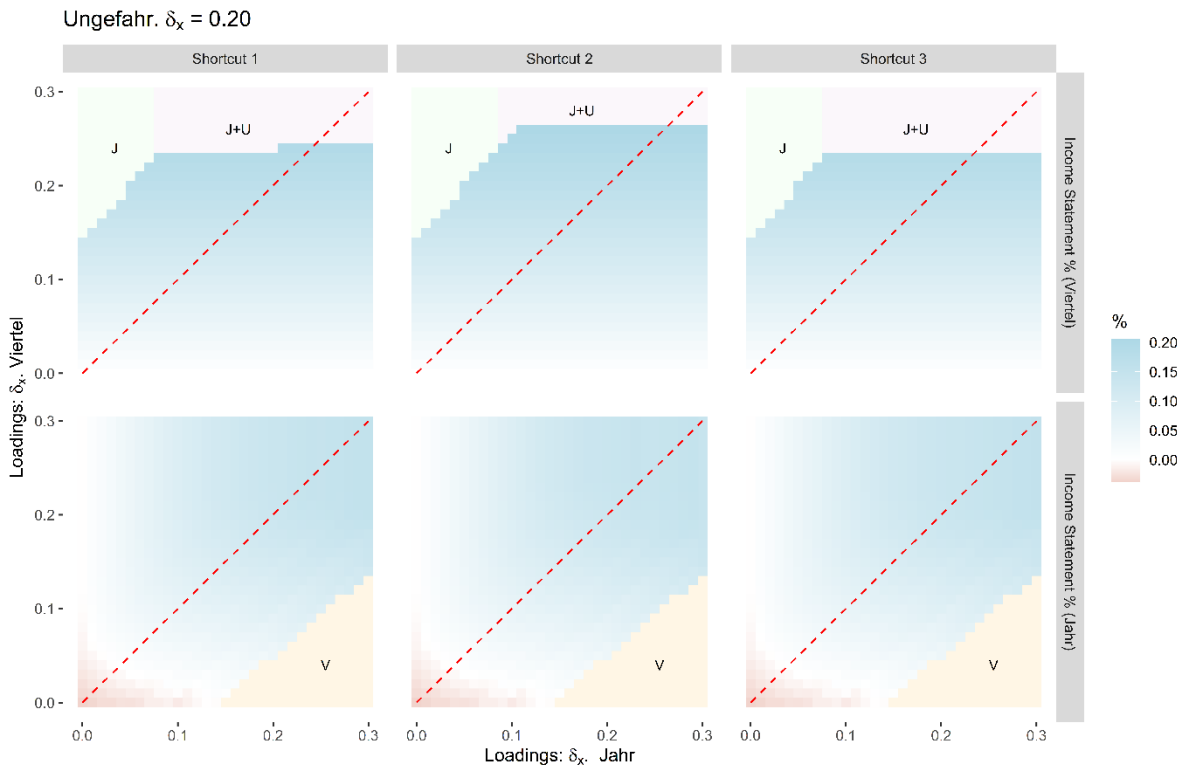 Ungefahr. δx = 0.20
Shortcut 1
Shortcut 2
Shortcut 3
0.3
0.2
0.1
0.0
J
J+U
J
J+U
J
J+U
Income Statement % (Viertel)
0.3
0.2
0.1
0.0
V
V
V
Income Statement % (Jahr)
0.0 0.1 0.2 0.3
0.0 0.1 0.2 0.3
0.0 0.1 0.2 0.3
Loadings: δx. Jahr
Loadings: δx. Viertel
%
0.20
0.15
0.10
0.05
0.00